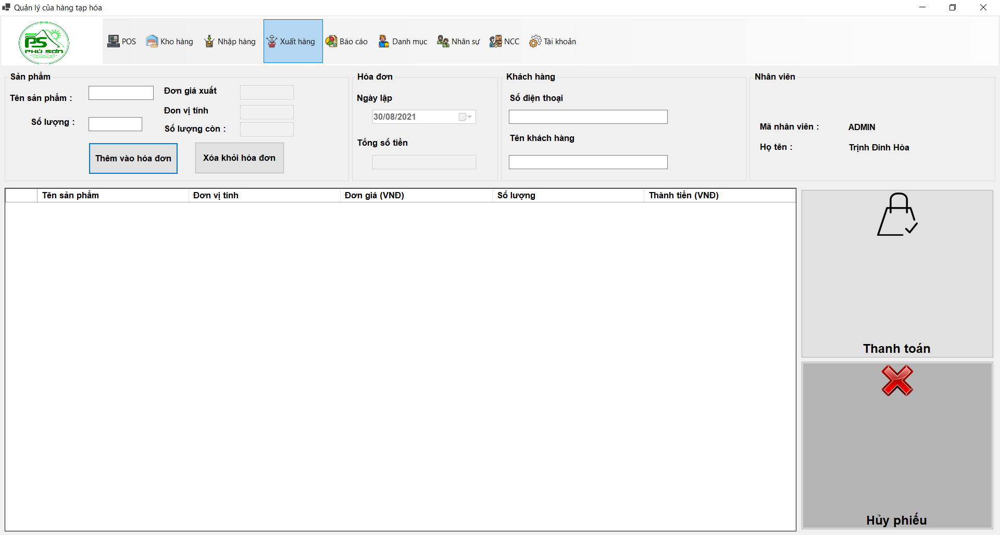 Quản lý của hàng tạp hóa
PS
PHÚ SƠN
POS Kho hàng Nhập hàng Xuất hàng Báo cáo Danh mục Nhân sự NCC Tài khoản
Sản phẩm
Tên sản phẩm :
Số lượng :
Đơn giá xuất
Đon vị tính
Số lượng còn :
Thêm vào hóa đơn
Xóa khỏi hóa đơn
Hóa đơn
Ngày lập
30/08/2021
Tổng số tiền
Khách hàng
Số điện thoại
Tên khách hàng
Nhân viên
Mã nhân viên : ADMIN
Họ tên : Trịnh Đình Hòa
Tên sản phẩm Đơn vị tính Đơn giá (VNĐ) Số lượng Thành tiền (VNĐ)
Thanh toán
Hủy phiếu